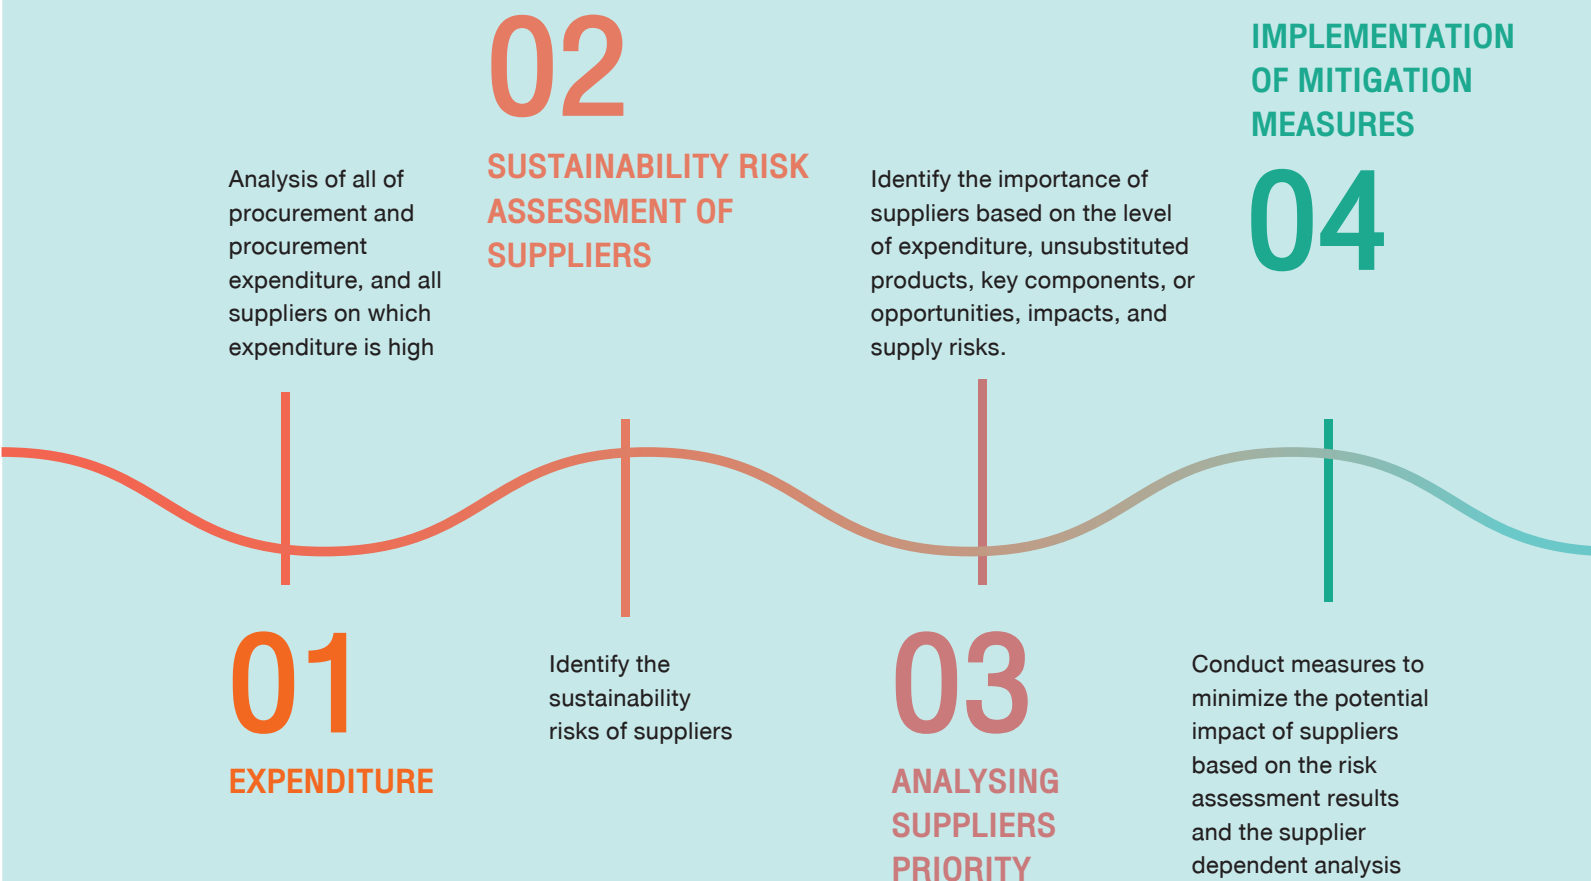 Analysis of all of
procurement and
procurement
expenditure, and all
suppliers on which
expenditure is high
01
EXPENDITURE
02
SUSTAINABILITY RISK
ASSESSMENT OF
SUPPLIERS
Identify the
sustainability
risks of suppliers
Identify the importance of
suppliers based on the level
of expenditure, unsubstituted
products, key components, or
opportunities, impacts, and
supply risks.
03
ANALYSING
SUPPLIERS
PRIORITY
IMPLEMENTATION
OF MITIGATION
MEASURES
04
Conduct measures to
minimize the potential
impact of suppliers
based on the risk
assessment results
and the supplier
dependent analysis